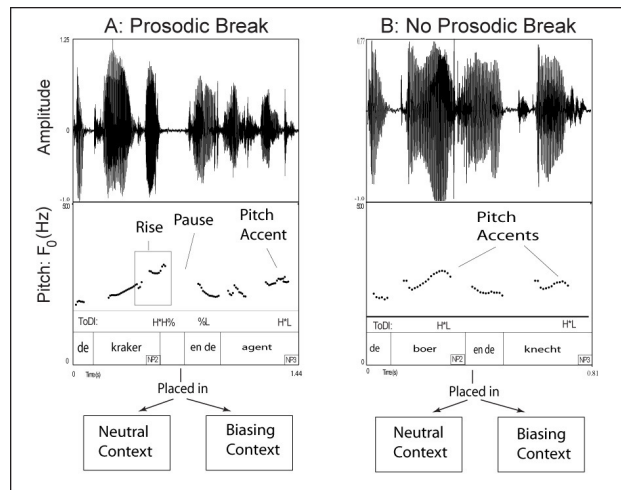 A: Prosodic Break
1.25
Amplitude
0
-1.0
500
Pitch: F0(Hz)
Rise
Pause
Pitch
Accent
ToDI: H*H% %L H*L
de kraker NP2 en de agent NP3
0
0 Time(s) 1.44
Placed in
Neutral
Context
Biasing
Context
B: No Prosodic Break
0.77
0
-1.0
500
Pitch
Accents
ToDI: H*L H*L
de boer NP2 en de knecht NP3
0
0 Time(s) 0.81
Placed in
Neutral
Context
Biasing
Context